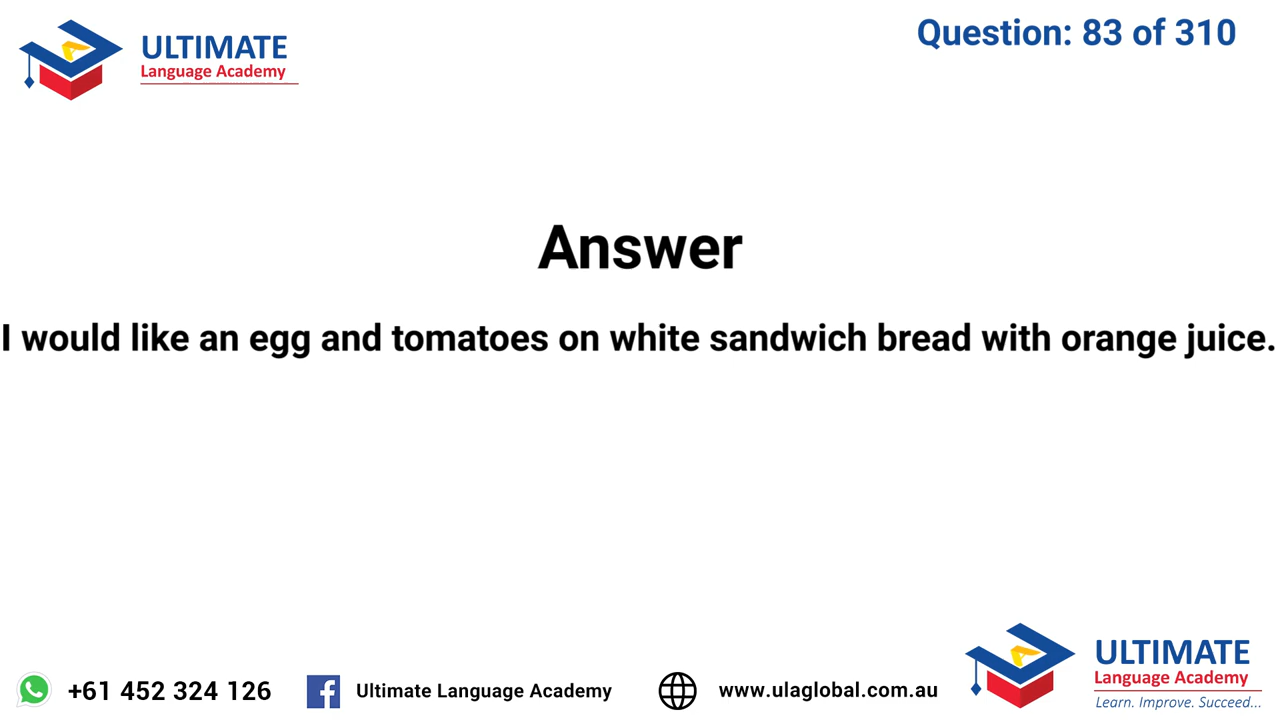 ULTIMATE
Language Academy
Question: 83 of 310
Answer
I would like an egg and tomatoes on white sandwich bread with orange juice.
+61 452 324 126
Ultimate Language Academy
www.ulaglobal.com.au
ULTIMATE
Language Academy
Learn. Improve. Succeed...